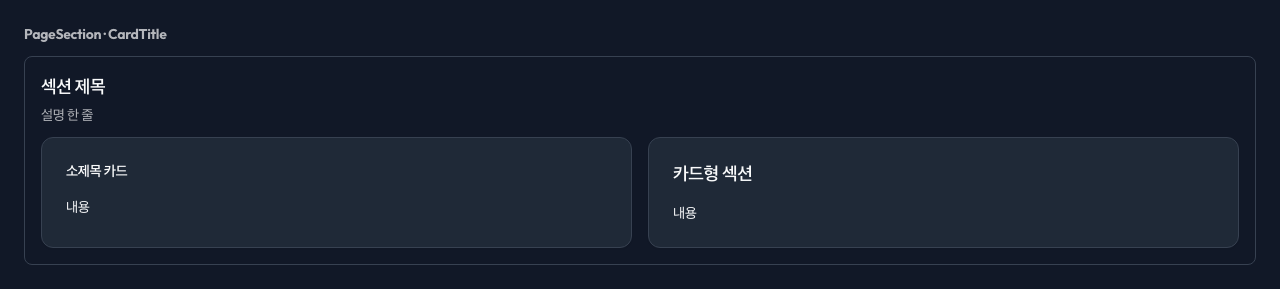 PageSection · CardTitle
섹션 제목
설명 한 줄
소제목 카드
내용
카드형 섹션
내용